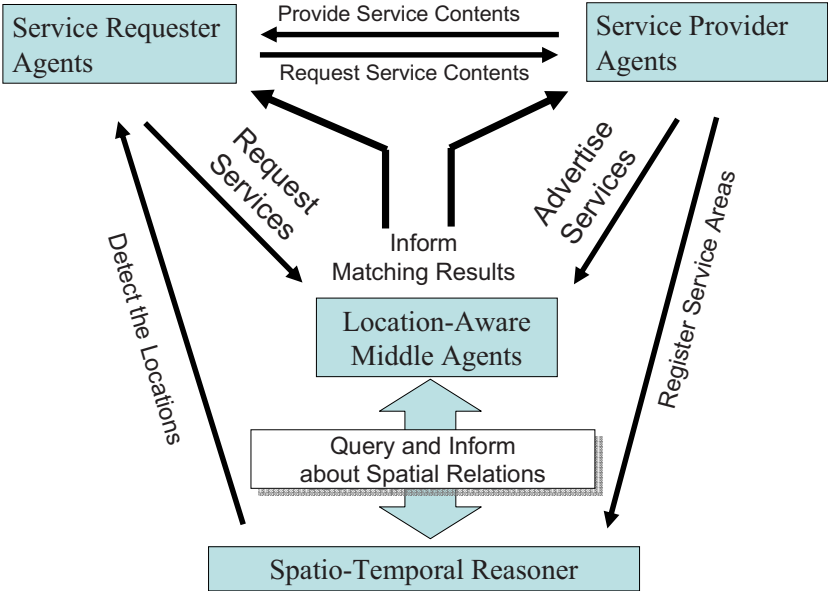 Service Requester
Agents
Provide Service Contents
Request Service Contents
Service Provider
Agents
Request
Services
Advertise
Services
Inform
Matching Results
Detect the Locations
Register Service Areas
Location-Aware
Middle Agents
Query and Inform
about Spatial Relations
Spatio-Temporal Reasoner